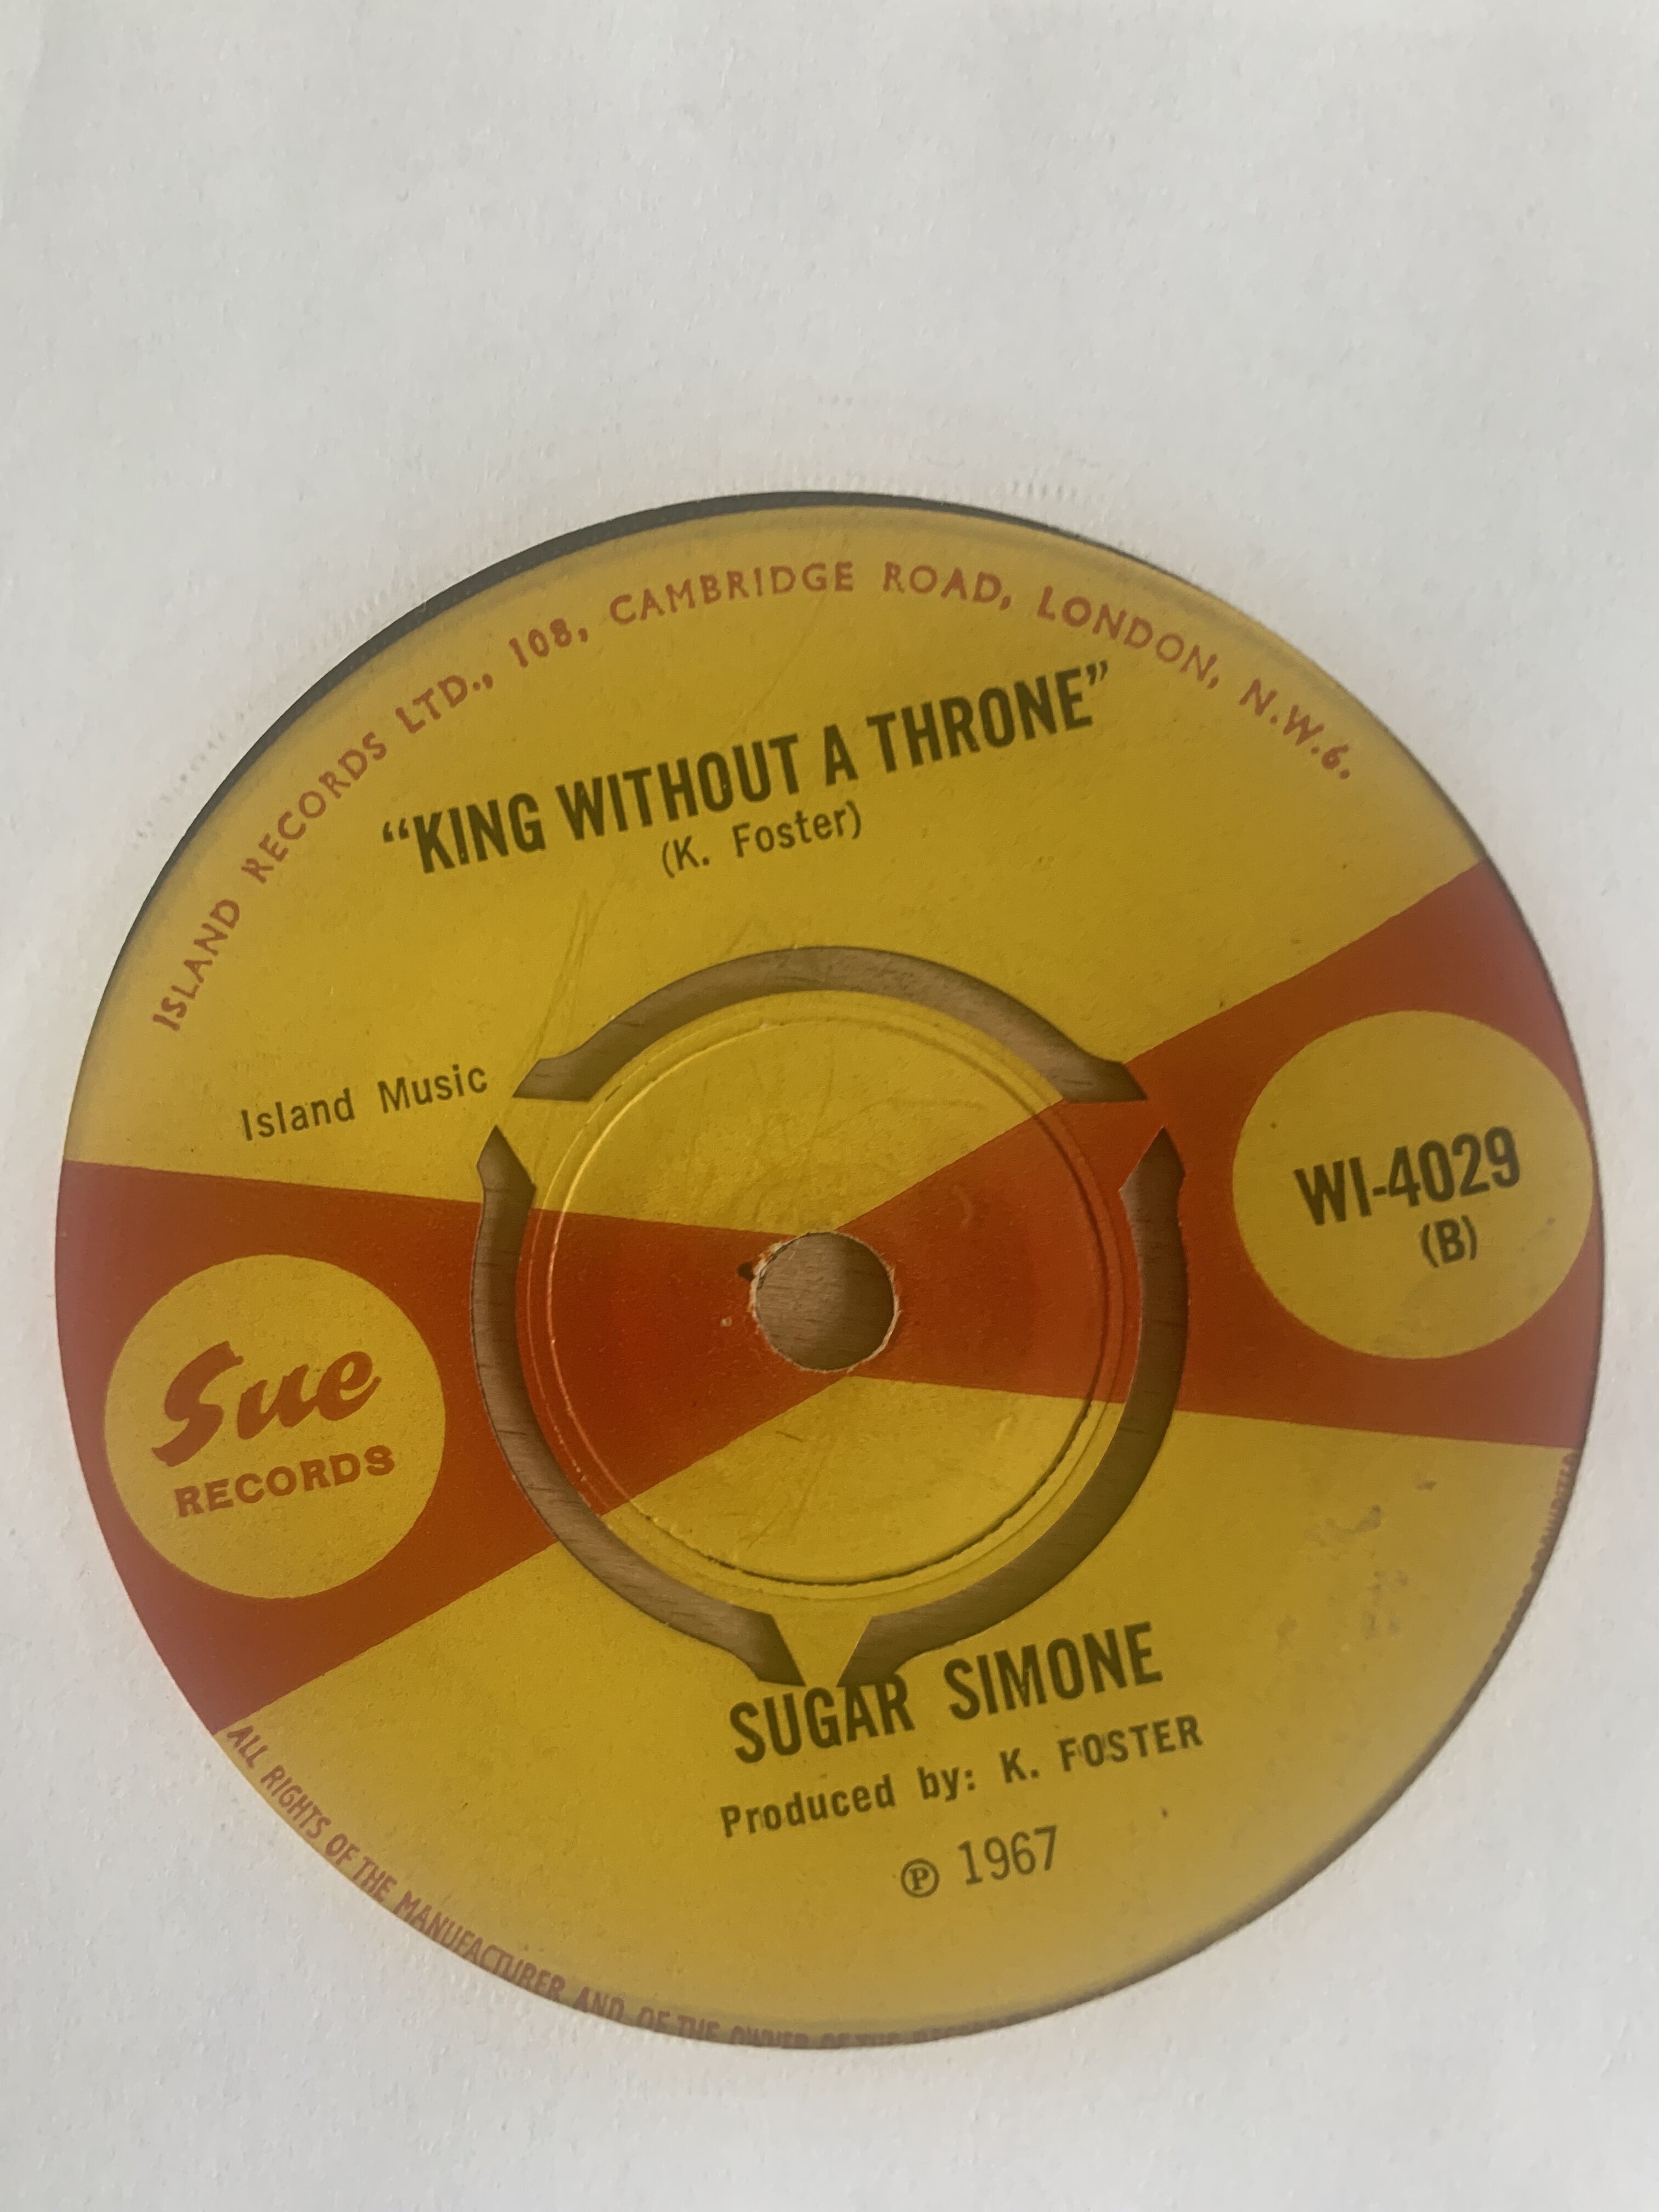 ISLAND RECORDS LTD., 108, CAMBRIDGE ROAD, LONDON, N.W.6.
“KING WITHOUT A THRONE”
(K. Foster)
Island Music
WI-4029
(B)
Sue
RECORDS
SUGAR SIMONE
Produced by: K. FOSTER
℗ 1967
ALL RIGHTS OF THE MANUFACTURER AND OF THE OWNER OF THE